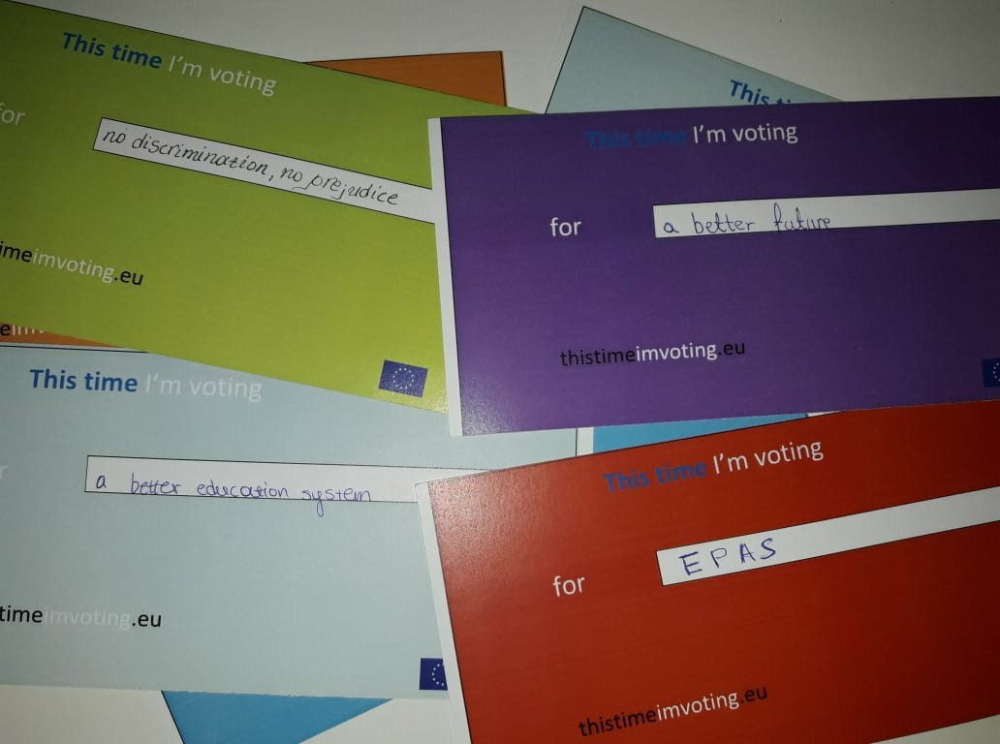 This time I'm voting
for
no discrimination, no prejudice
imeimvoting.eu
This time I'm voting
for
a better future
thistimeimvoting.eu
This time I'm voting
a better education system
timeimvoting.eu
This time I'm voting
for
EPAS
thistimeimvoting.eu
This